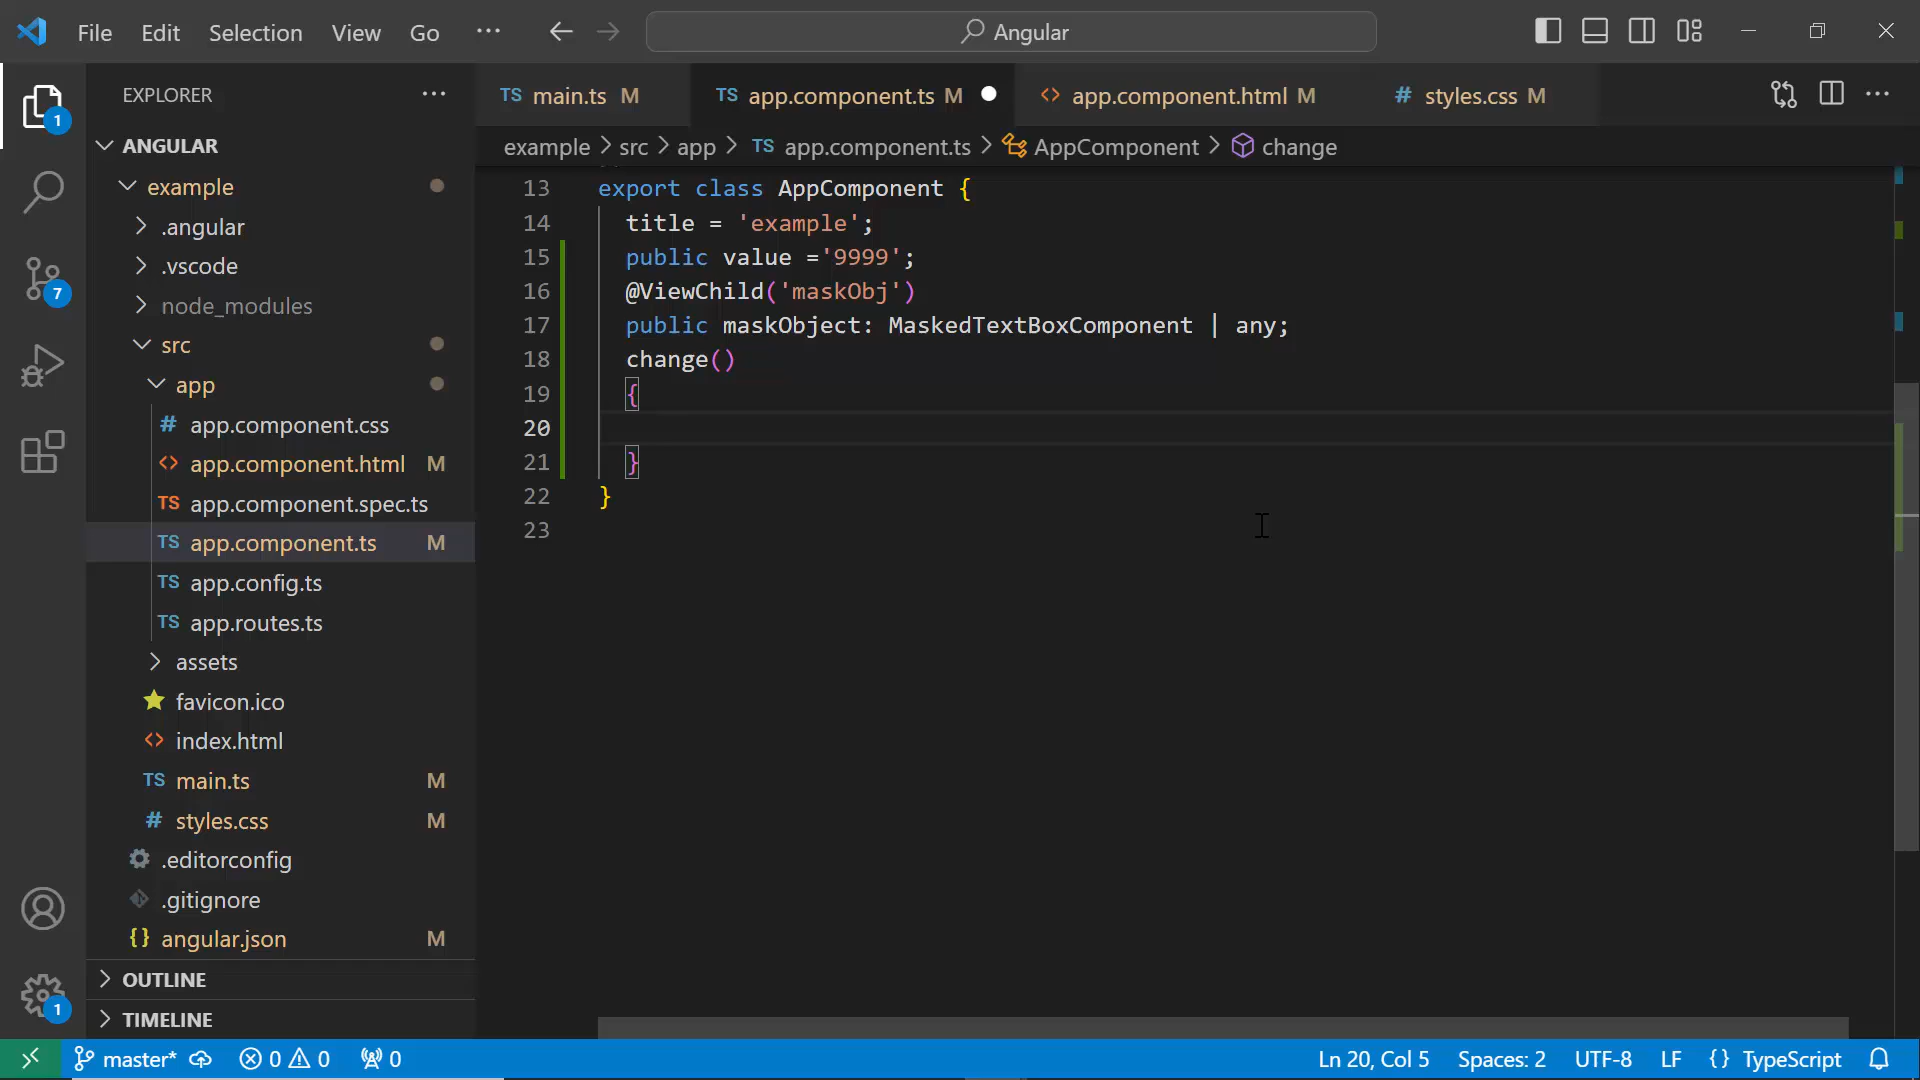 File Edit Selection View Go ··· Angular
EXPLORER ···
ANGULAR
example
.angular
.vscode
node_modules
src
app
# app.component.css
<> app.component.html M
TS app.component.spec.ts
TS app.component.ts M
TS app.config.ts
TS app.routes.ts
assets
favicon.ico
<> index.html
TS main.ts M
# styles.css M
.editorconfig
.gitignore
{} angular.json M
OUTLINE
TIMELINE
1
7
1
TS main.ts M TS app.component.ts M <> app.component.html M # styles.css M
example > src > app > TS app.component.ts > AppComponent > change
13 export class AppComponent {
14 title = 'example';
15 public value ='9999';
16 @ViewChild('maskObj')
17 public maskObject: MaskedTextBoxComponent | any;
18 change()
19 {
20
21 }
22 }
23
master* 0 0 0 Ln 20, Col 5 Spaces: 2 UTF-8 LF {} TypeScript